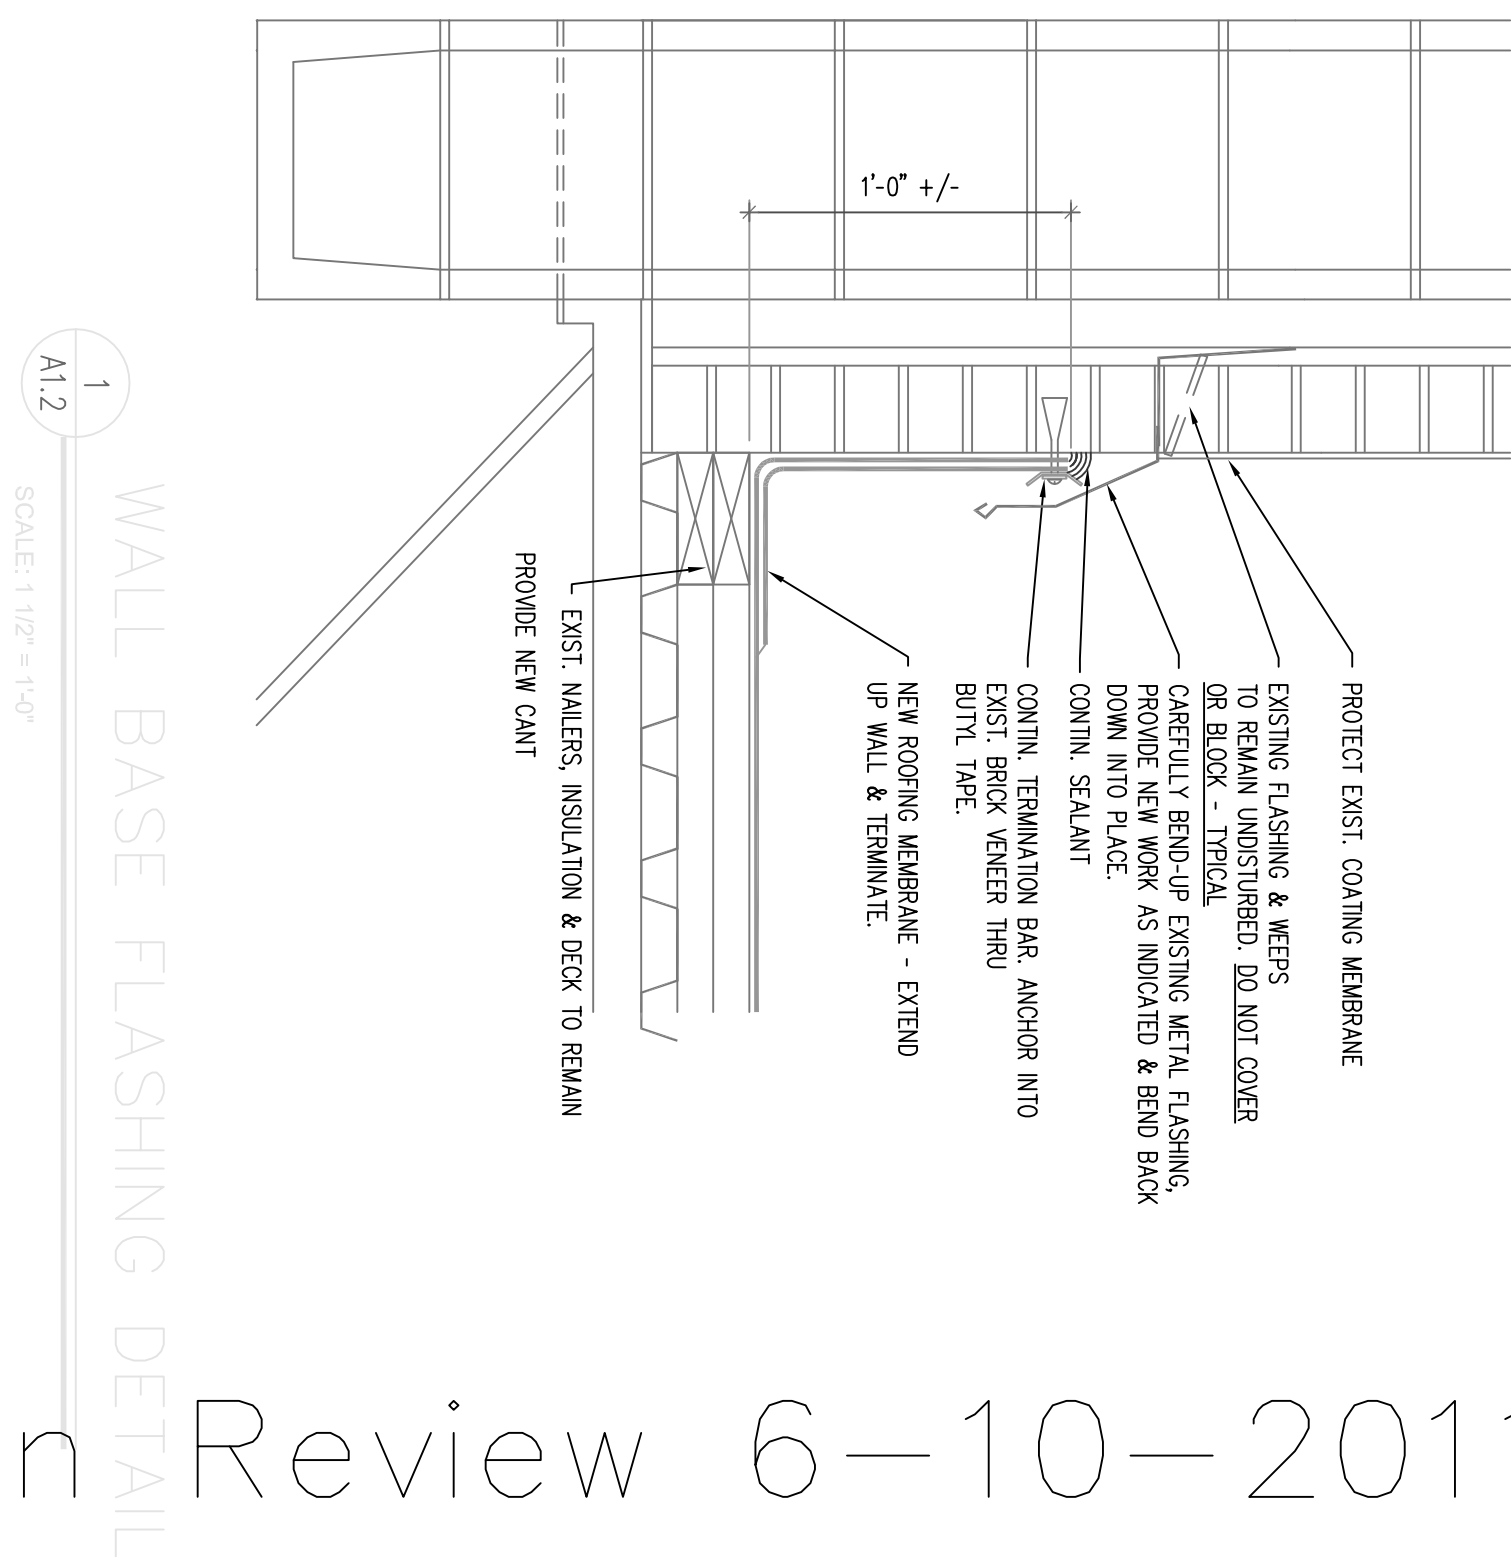 PROTECT EXIST. COATING MEMBRANE
EXISTING FLASHING & WEEPS
TO REMAIN UNDISTURBED. DO NOT COVER
OR BLOCK - TYPICAL
CAREFULLY BEND-UP EXISTING METAL FLASHING,
PROVIDE NEW WORK AS INDICATED & BEND BACK
DOWN INTO PLACE.
CONTIN. SEALANT
CONTIN. TERMINATION BAR. ANCHOR INTO
EXIST. BRICK VENEER THRU
BUTYL TAPE.
NEW ROOFING MEMBRANE - EXTEND
UP WALL & TERMINATE.
EXIST. NAILERS, INSULATION & DECK TO REMAIN
PROVIDE NEW CANT
1'-0" +/-
1
A1.2
WALL BASE FLASHING DETAIL
SCALE: 1 1/2" = 1'-0"
n Review 6-10-2011